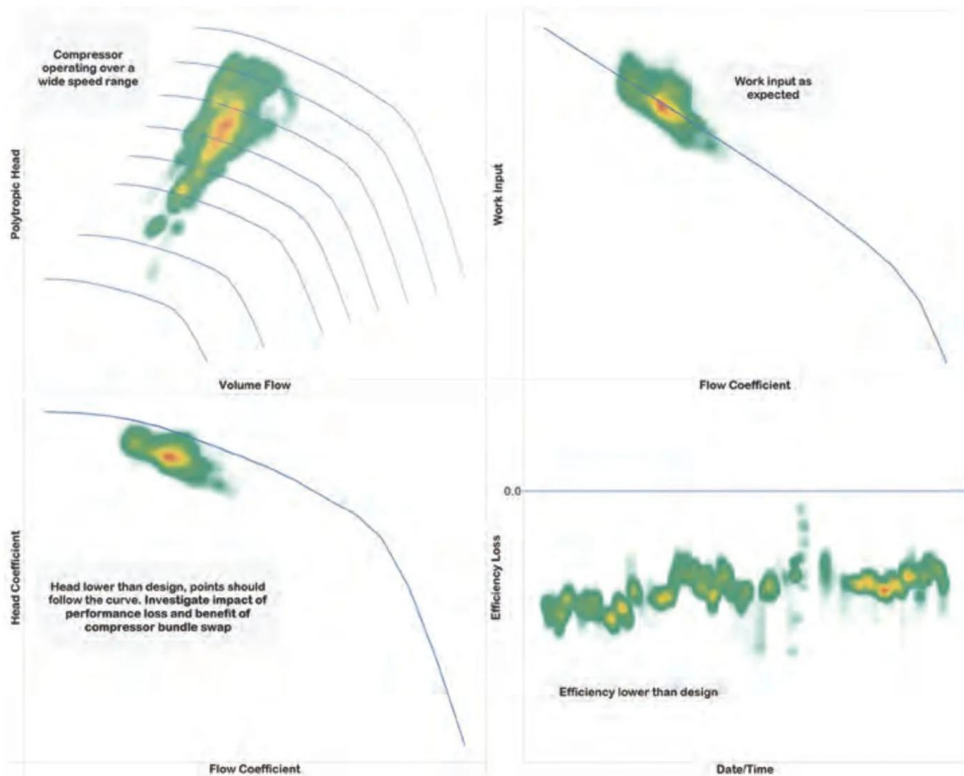 Compressor
operating over a
wide speed range
Polytropic Head
Volume Flow
Work input as
expected
Work Input
Flow Coefficient
Head lower than design, points should
follow the curve. Investigate impact of
performance loss and benefit of
compressor bundle swap
Head Coefficient
Flow Coefficient
0.0
Efficiency Loss
Efficiency lower than design
Date/Time